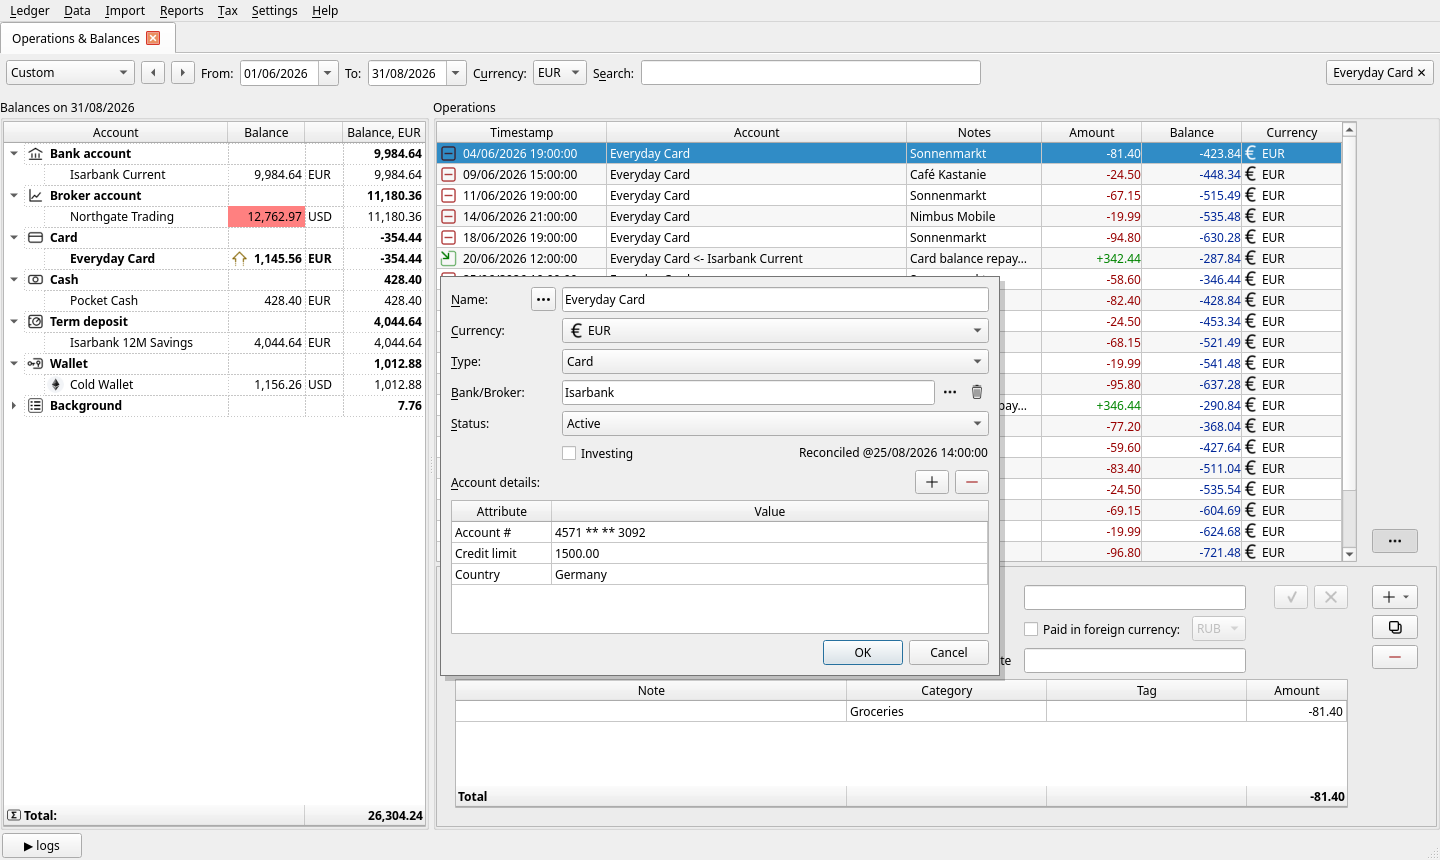 Ledger Data Import Reports Tax Settings Help
Operations & Balances
Custom From: 01/06/2026 To: 31/08/2026 Currency: EUR Search: Everyday Card ×
Balances on 31/08/2026
Account Balance Balance, EUR
Bank account 9,984.64
Isarbank Current 9,984.64 EUR 9,984.64
Broker account 11,180.36
Northgate Trading 12,762.97 USD 11,180.36
Card -354.44
Everyday Card 1,145.56 EUR -354.44
Cash 428.40
Pocket Cash 428.40 EUR 428.40
Term deposit 4,044.64
Isarbank 12M Savings 4,044.64 EUR 4,044.64
Wallet 1,012.88
Cold Wallet 1,156.26 USD 1,012.88
Background 7.76
Total: 26,304.24
▶ logs
Operations
Timestamp Account Notes Amount Balance Currency
04/06/2026 19:00:00 Everyday Card Sonnenmarkt -81.40 -423.84 € EUR
09/06/2026 15:00:00 Everyday Card Café Kastanie -24.50 -448.34 € EUR
11/06/2026 19:00:00 Everyday Card Sonnenmarkt -67.15 -515.49 € EUR
14/06/2026 21:00:00 Everyday Card Nimbus Mobile -19.99 -535.48 € EUR
18/06/2026 19:00:00 Everyday Card Sonnenmarkt -94.80 -630.28 € EUR
20/06/2026 12:00:00 Everyday Card <- Isarbank Current Card balance repay... +342.44 -287.84 € EUR
-58.60 -346.44 € EUR
-82.40 -428.84 € EUR
-24.50 -453.34 € EUR
-68.15 -521.49 € EUR
-19.99 -541.48 € EUR
-95.80 -637.28 € EUR
pay... +346.44 -290.84 € EUR
-77.20 -368.04 € EUR
-59.60 -427.64 € EUR
-83.40 -511.04 € EUR
-24.50 -535.54 € EUR
-69.15 -604.69 € EUR
-19.99 -624.68 € EUR
-96.80 -721.48 € EUR
Name: ... Everyday Card
Currency: € EUR
Type: Card
Bank/Broker: Isarbank ...
Status: Active
Investing Reconciled @25/08/2026 14:00:00
Account details:
Attribute Value
Account # 4571 ** ** 3092
Credit limit 1500.00
Country Germany
OK Cancel
Paid in foreign currency: RUB
te
Note Category Tag Amount
Groceries -81.40
Total -81.40